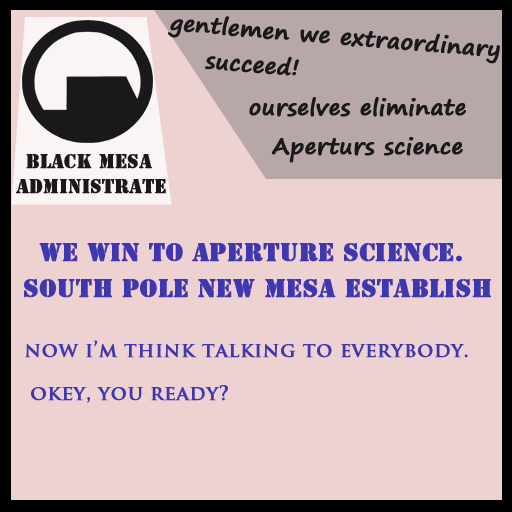 gentlemen we extraordinary
succeed!
ourselves eliminate
Aperturs science
BLACK MESA
ADMINISTRATE
WE WIN TO APERTURE SCIENCE.
SOUTH POLE NEW MESA ESTABLISH
NOW I'M THINK TALKING TO EVERYBODY.
OKEY, YOU READY?